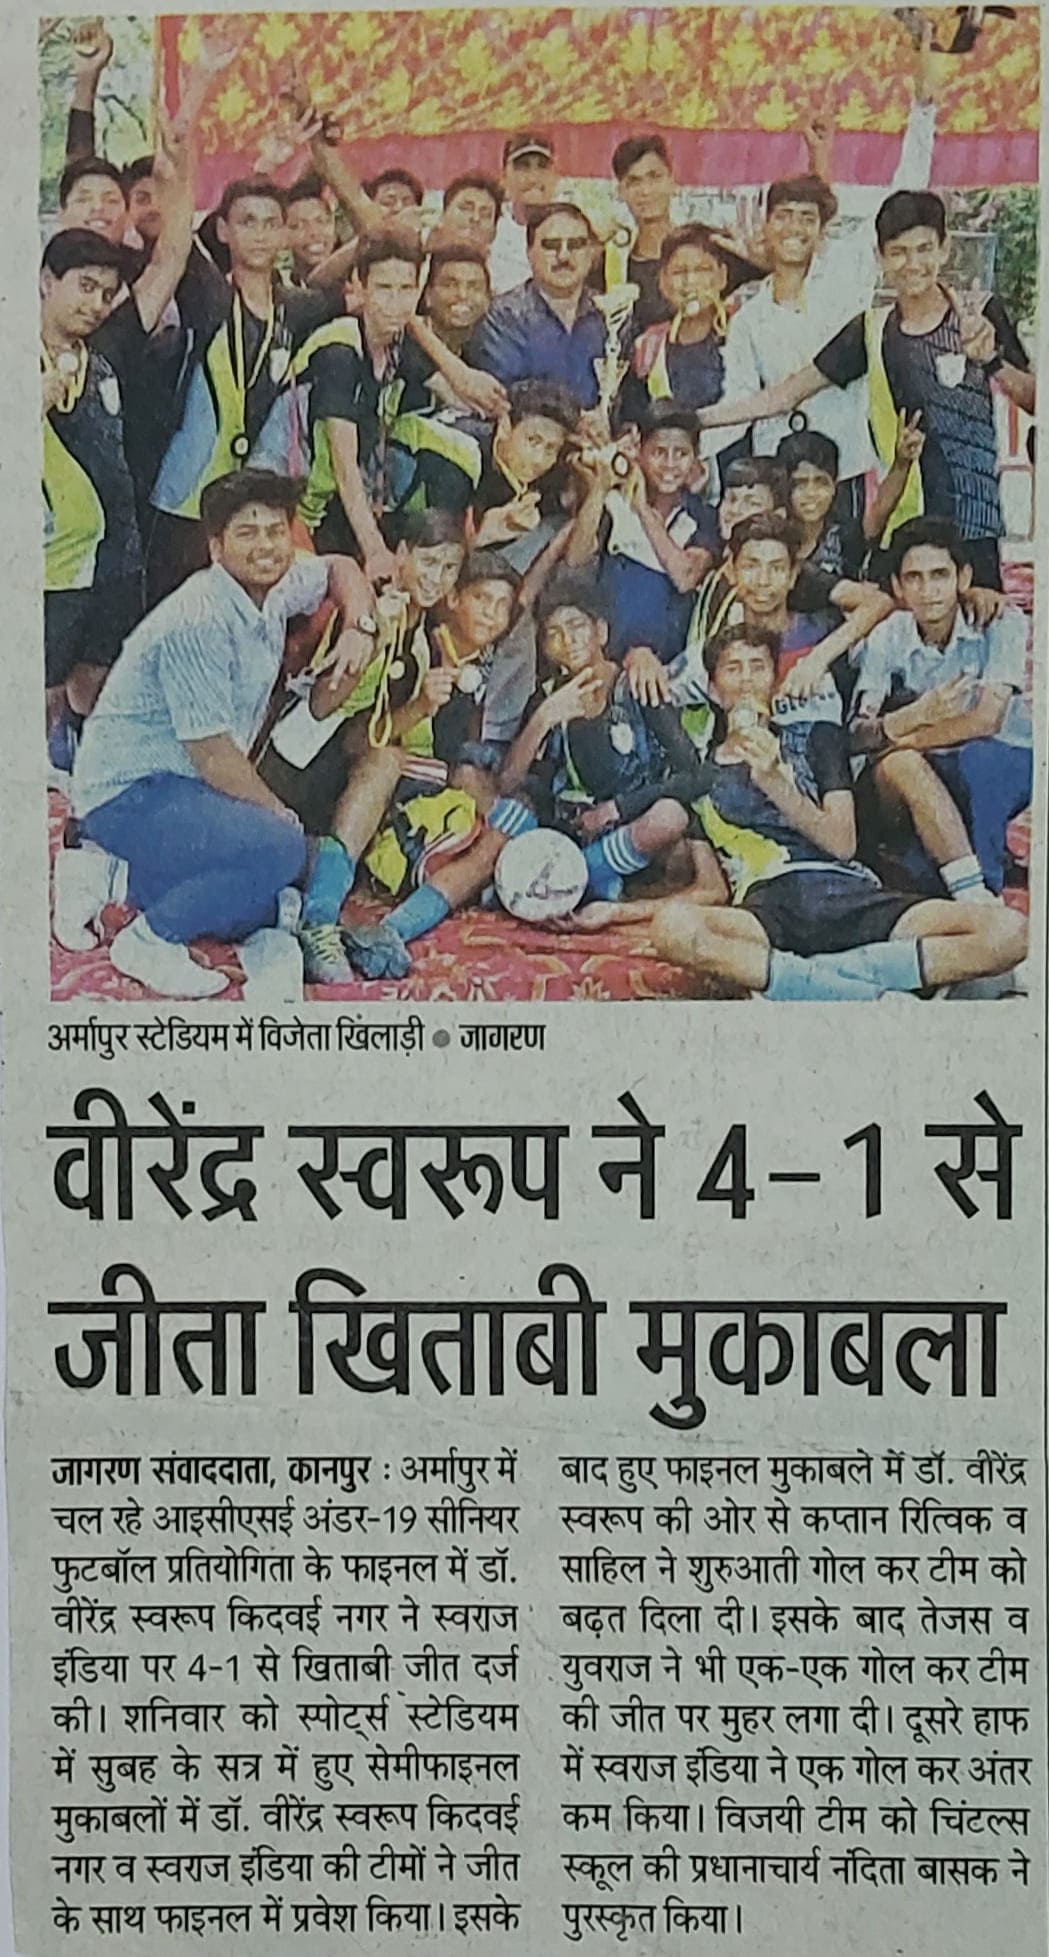 अर्मापुर स्टेडियम में विजेता खिलाड़ी ● जागरण
वीरेंद्र स्वरूप ने 4-1 से
जीता खिताबी मुकाबला
जागरण संवाददाता, कानपुर : अर्मापुर में
चल रहे आइसीएसई अंडर-19 सीनियर
फुटबॉल प्रतियोगिता के फाइनल में डॉ.
वीरेंद्र स्वरूप किदवई नगर ने स्वराज
इंडिया पर 4-1 से खिताबी जीत दर्ज
की। शनिवार को स्पोर्ट्स स्टेडियम
में सुबह के सत्र में हुए सेमीफाइनल
मुकाबलों में डॉ. वीरेंद्र स्वरूप किदवई
नगर व स्वराज इंडिया की टीमों ने जीत
के साथ फाइनल में प्रवेश किया। इसके
बाद हुए फाइनल मुकाबले में डॉ. वीरेंद्र
स्वरूप की ओर से कप्तान रित्विक व
साहिल ने शुरुआती गोल कर टीम को
बढ़त दिला दी। इसके बाद तेजस व
युवराज ने भी एक-एक गोल कर टीम
की जीत पर मुहर लगा दी। दूसरे हाफ
में स्वराज इंडिया ने एक गोल कर अंतर
कम किया। विजयी टीम को चिंटल्स
स्कूल की प्रधानाचार्य नंदिता बासक ने
पुरस्कृत किया।